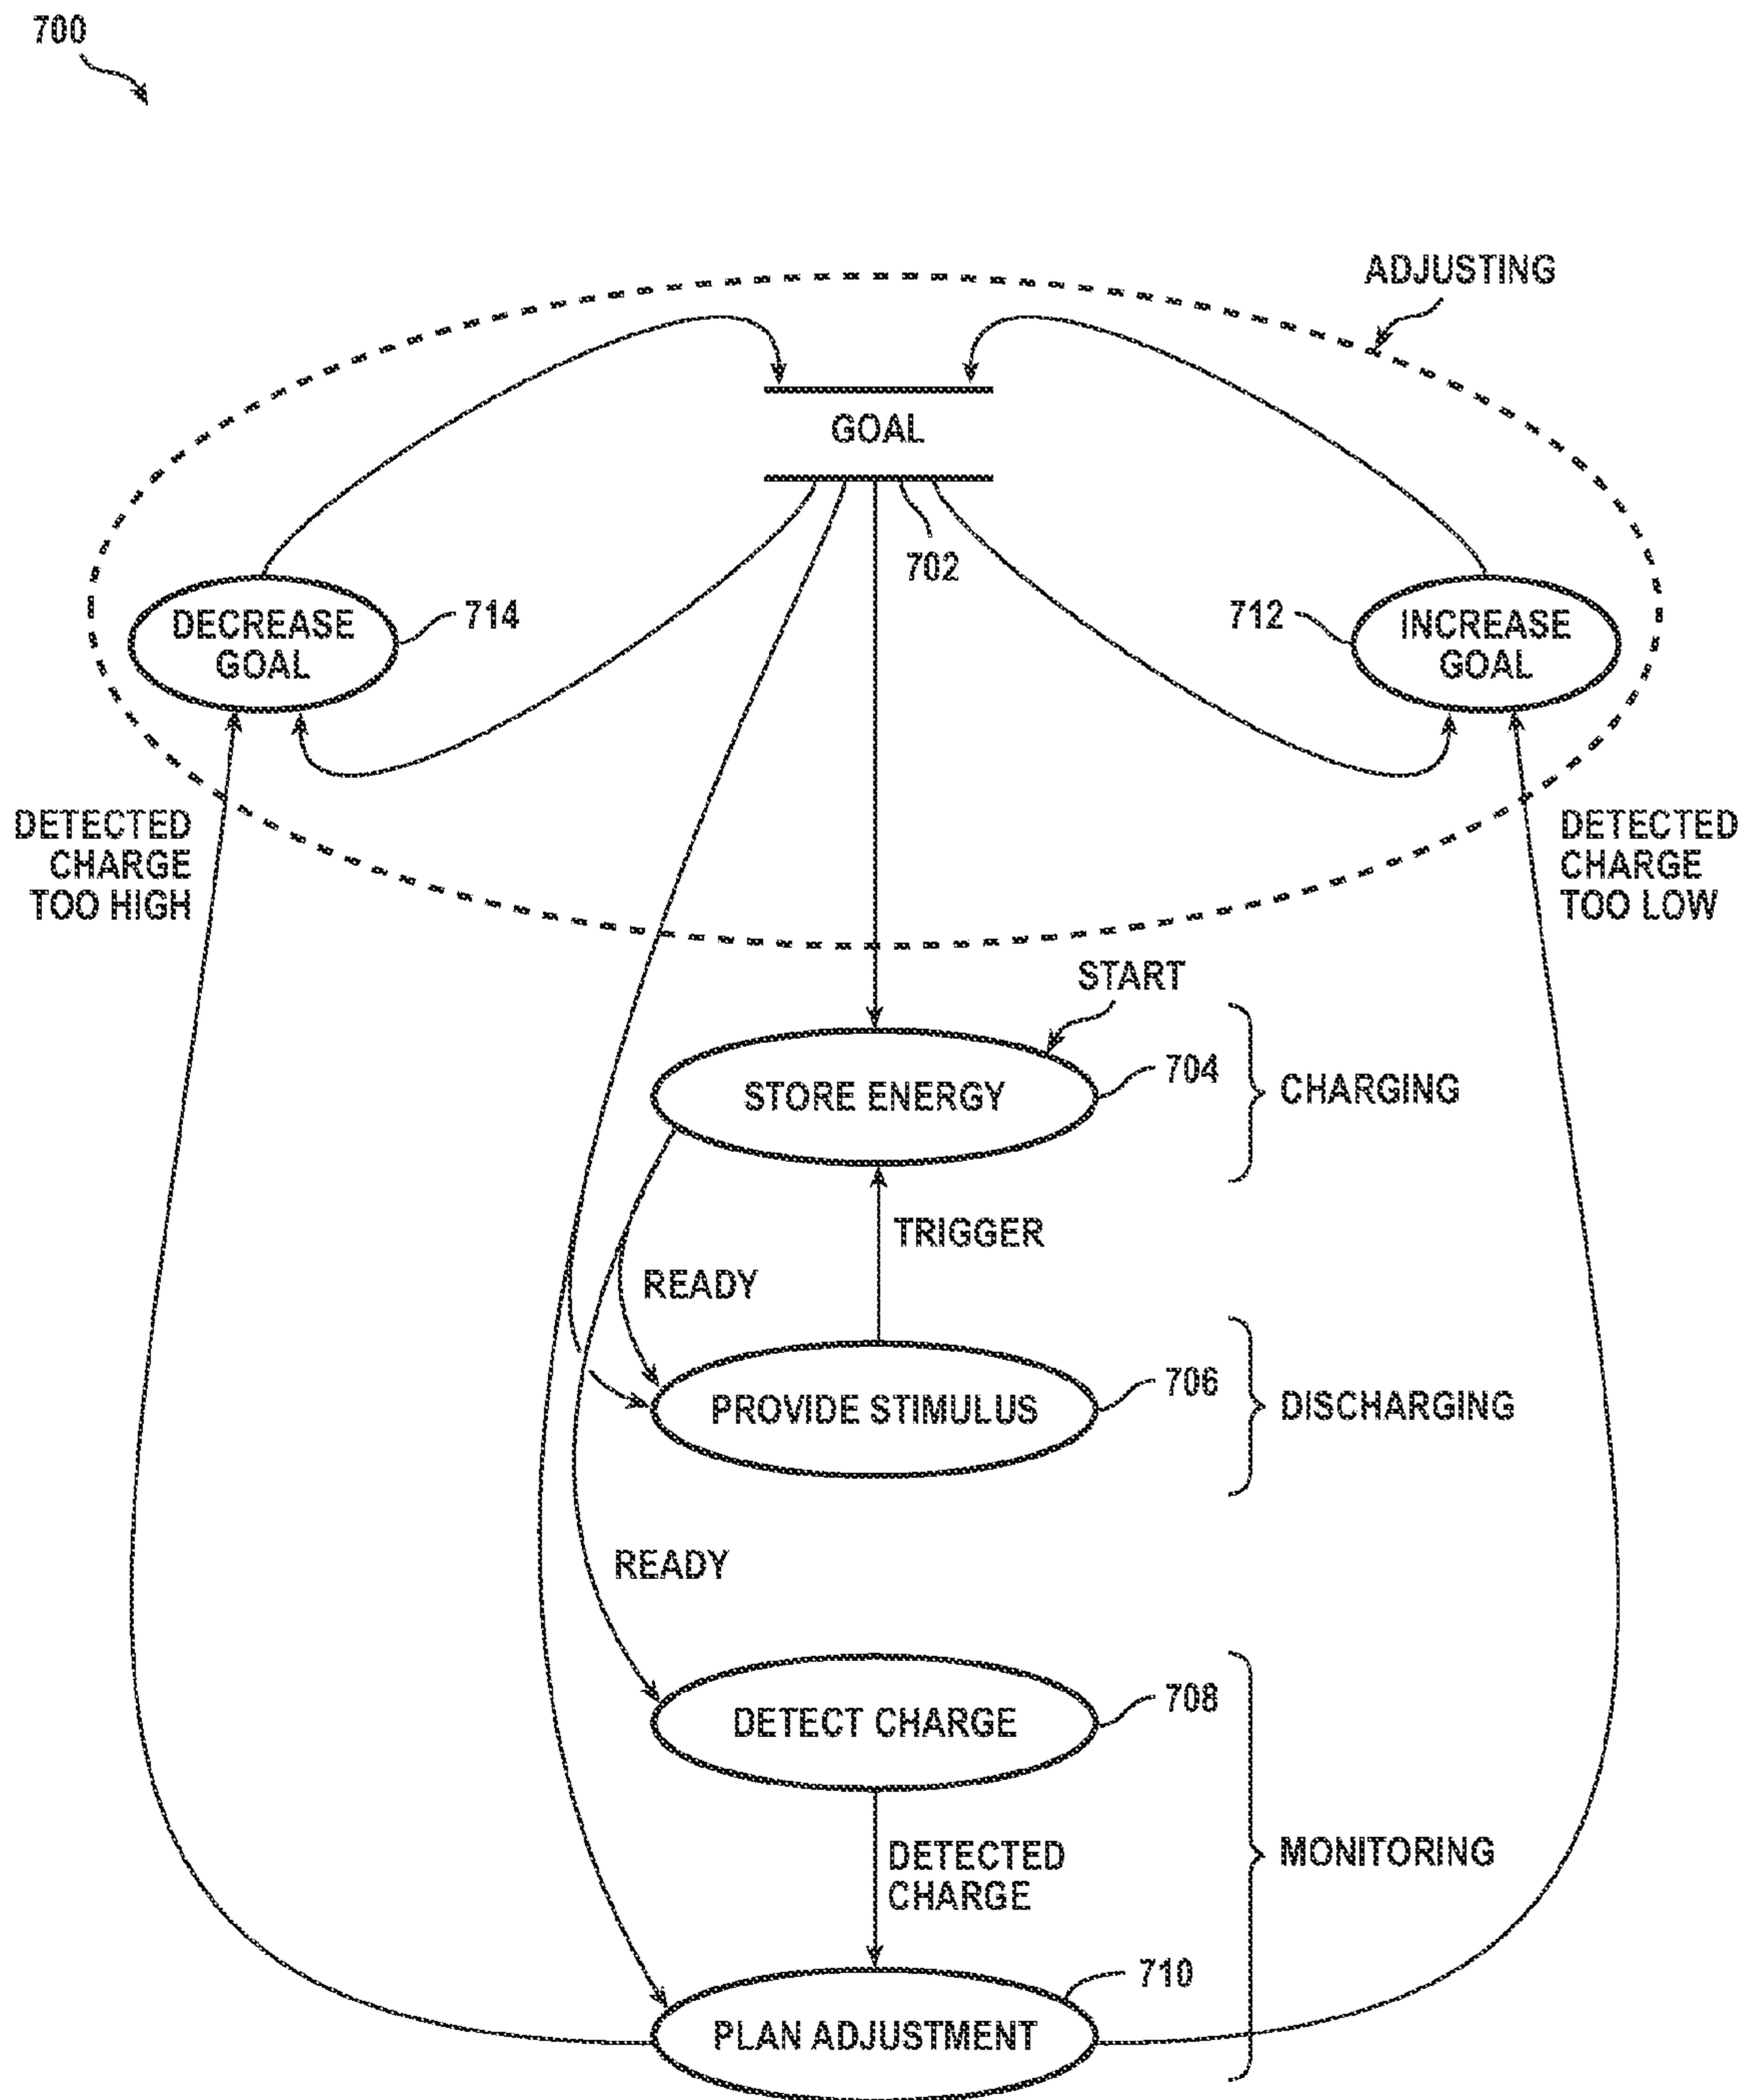 700
ADJUSTING
GOAL
702
DECREASE
GOAL
714
712
INCREASE
GOAL
DETECTED
CHARGE
TOO HIGH
DETECTED
CHARGE
TOO LOW
START
STORE ENERGY
704
CHARGING
TRIGGER
READY
PROVIDE STIMULUS
706
DISCHARGING
READY
DETECT CHARGE
708
DETECTED
CHARGE
MONITORING
710
PLAN ADJUSTMENT